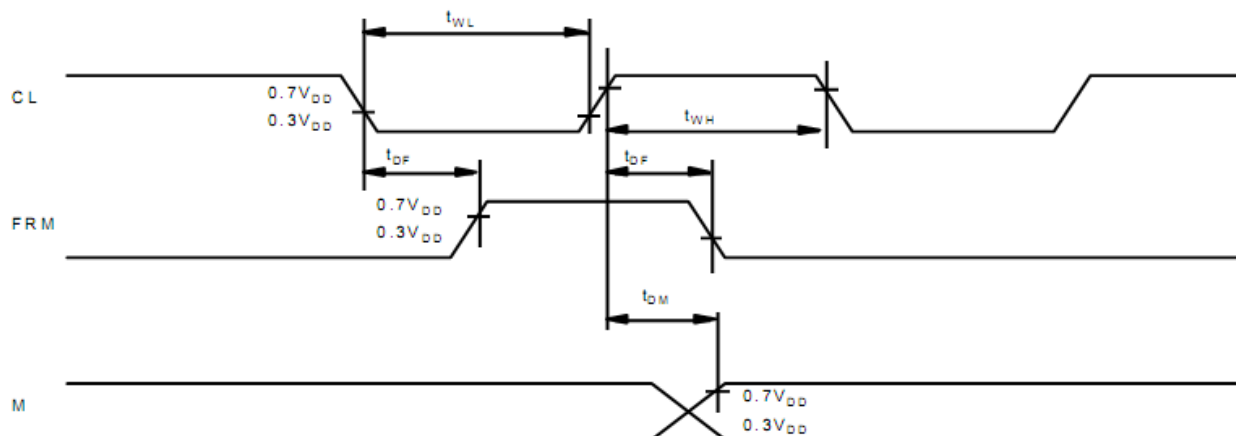 tWL
CL
0.7VDD
0.3VDD
tWH
tDF
tDF
FRM
0.7VDD
0.3VDD
tDM
M
0.7VDD
0.3VDD